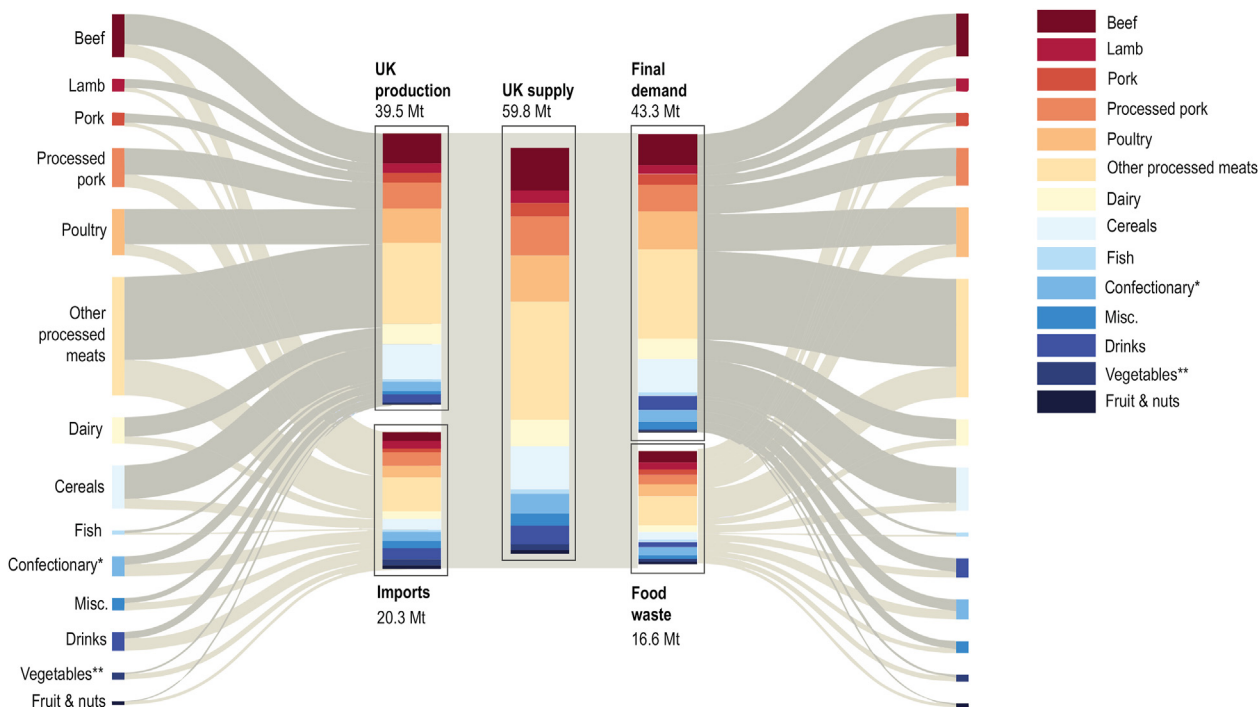 Beef
Lamb
Pork
Processed
pork
Poultry
Other
processed
meats
Dairy
Cereals
Fish
Confectionary*
Misc.
Drinks
Vegetables**
Fruit & nuts
UK
production
39.5 Mt
Imports
20.3 Mt
UK supply
59.8 Mt
Final
demand
43.3 Mt
Food
waste
16.6 Mt
Beef
Lamb
Pork
Processed pork
Poultry
Other processed meats
Dairy
Cereals
Fish
Confectionary*
Misc.
Drinks
Vegetables**
Fruit & nuts